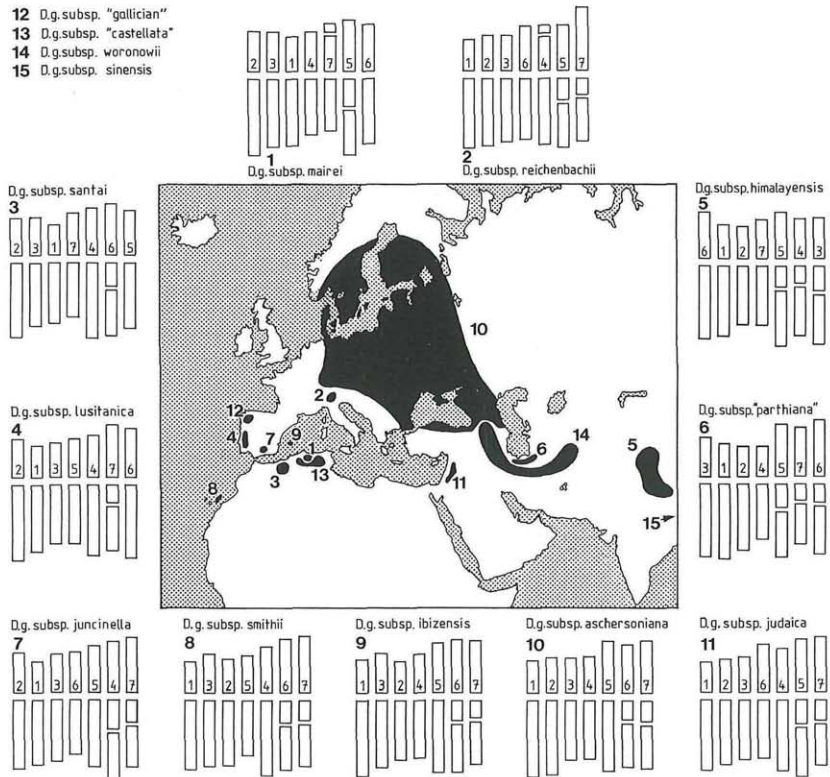 12 D.g. subsp. "gallician"
13 D.g. subsp. "castellata"
14 D.g. subsp. woronowii
15 D.g. subsp. sinensis
2 3 1 4 7 5 6
1
D.g. subsp. mairei
1 2 3 6 4 5 7
2
D.g. subsp. reichenbachii
D.g. subsp. santai
3
2 3 1 7 4 6 5
D.g. subsp. himalayensis
5
6 1 2 7 5 4 3
D.g. subsp. lusitanica
4
2 1 3 5 4 7 6
D.g. subsp. "parthiana"
6
3 1 2 4 5 7 6
10
2
12
4
7
9
1
3
13
8
11
6
14
5
15
D.g. subsp. juncinella
7
2 1 3 6 5 4 7
D.g. subsp. smithii
8
1 3 2 5 4 6 7
D.g. subsp. ibizensis
9
1 3 2 4 5 6 7
D.g. subsp. aschersoniana
10
1 2 3 4 5 6 7
D.g. subsp. judaica
11
1 2 3 6 4 5 7